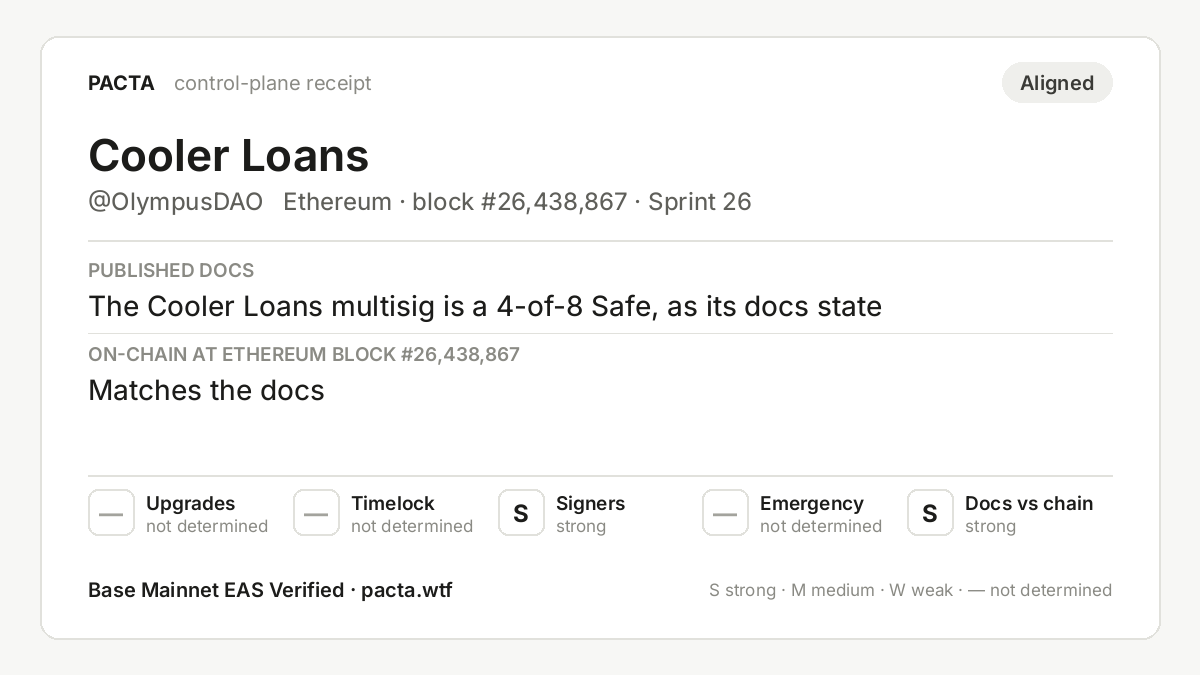 PACTA control-plane receipt Aligned
Cooler Loans
@OlympusDAO Ethereum · block #26,438,867 · Sprint 26
PUBLISHED DOCS
The Cooler Loans multisig is a 4-of-8 Safe, as its docs state
ON-CHAIN AT ETHEREUM BLOCK #26,438,867
Matches the docs
— Upgrades not determined
— Timelock not determined
S Signers strong
— Emergency not determined
S Docs vs chain strong
Base Mainnet EAS Verified · pacta.wtf
S strong · M medium · W weak · — not determined